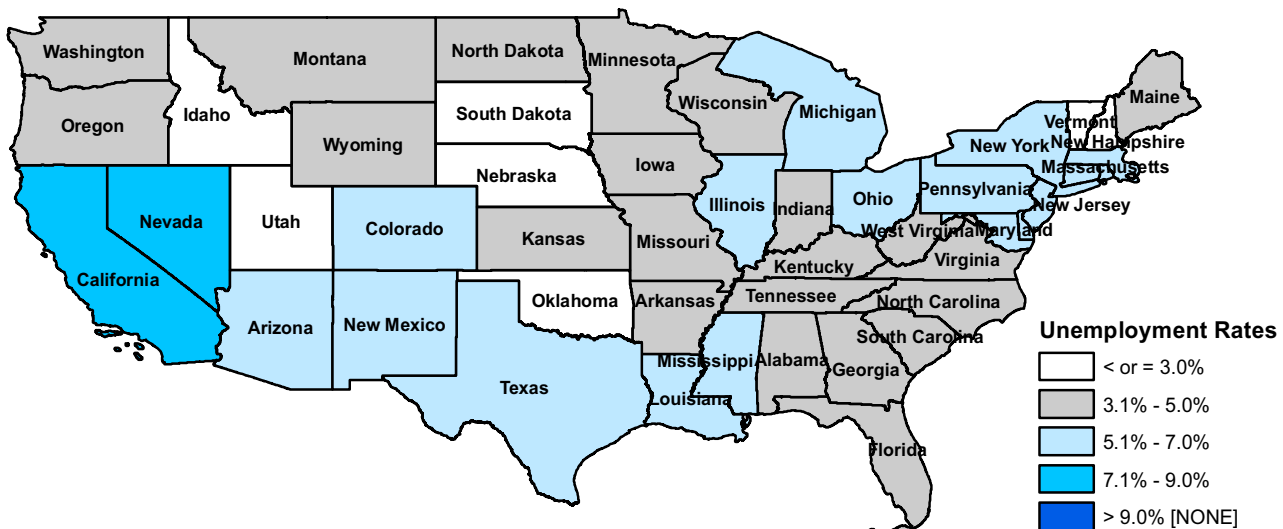 Washington
Montana
North Dakota
Minnesota
Idaho
Oregon
South Dakota
Wyoming
Wisconsin
Michigan
Maine
Vermont
New Hampshire
New York
Massachusetts
Iowa
Nebraska
Pennsylvania
New Jersey
Nevada
Utah
Colorado
Illinois
Indiana
Ohio
Kansas
Missouri
West Virginia
Maryland
Virginia
California
Kentucky
Oklahoma
Arkansas
Tennessee
North Carolina
Arizona
New Mexico
South Carolina
Texas
Mississippi
Alabama
Georgia
Louisiana
Florida
Unemployment Rates
< or = 3.0%
3.1% - 5.0%
5.1% - 7.0%
7.1% - 9.0%
> 9.0% [NONE]